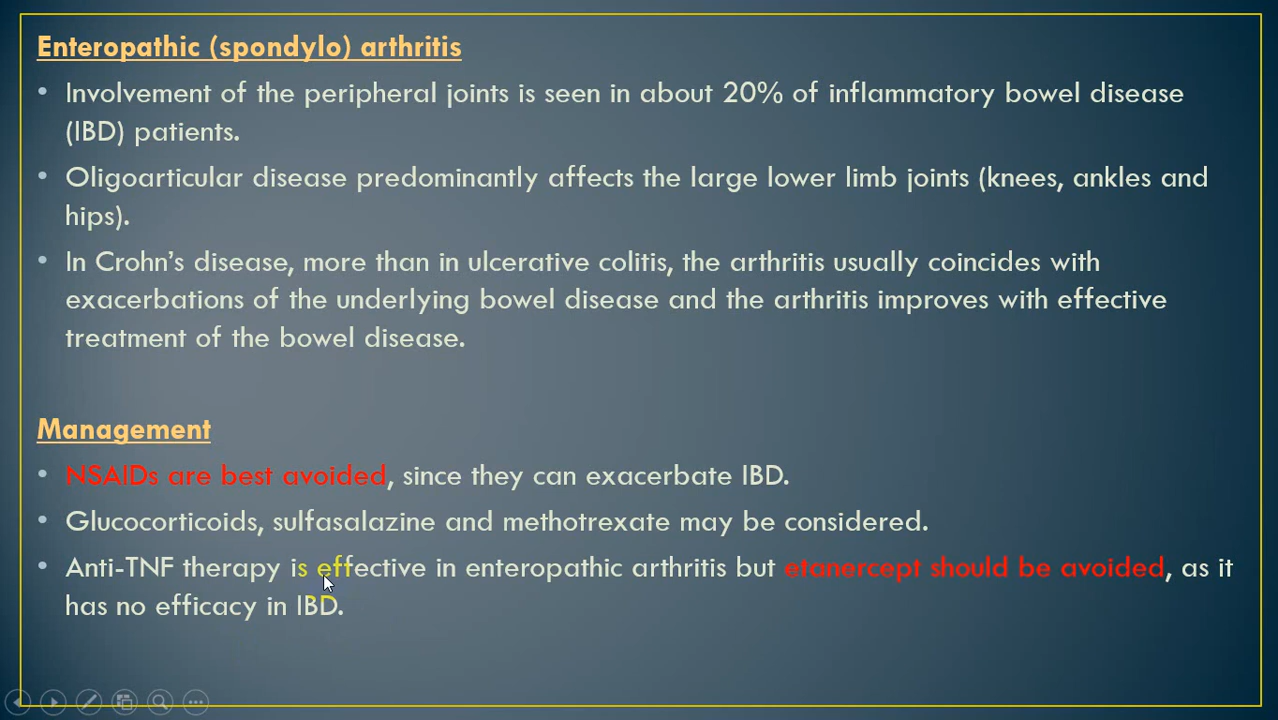 Enteropathic (spondylo) arthritis
• Involvement of the peripheral joints is seen in about 20% of inflammatory bowel disease
(IBD) patients.
• Oligoarticular disease predominantly affects the large lower limb joints (knees, ankles and
hips).
• In Crohn's disease, more than in ulcerative colitis, the arthritis usually coincides with
exacerbations of the underlying bowel disease and the arthritis improves with effective
treatment of the bowel disease.
Management
• NSAIDs are best avoided, since they can exacerbate IBD.
• Glucocorticoids, sulfasalazine and methotrexate may be considered.
• Anti-TNF therapy is effective in enteropathic arthritis but etanercept should be avoided, as it
has no efficacy in IBD.